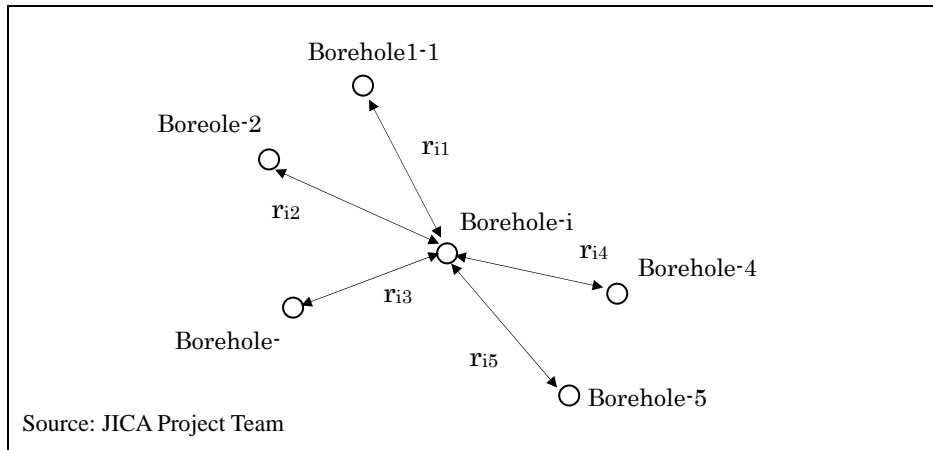 Borehole1-1
Boreole-2
ri1
ri2
Borehole-i
ri4
Borehole-4
ri3
Borehole-
ri5
Borehole-5
Source: JICA Project Team